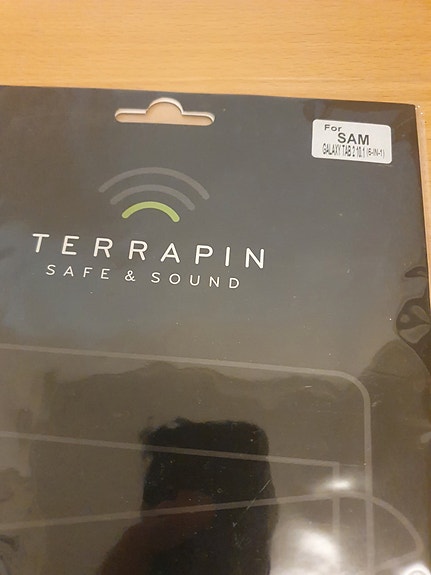 For
SAM
GALAXY TAB 2 10.1 (6-IN-1)
TERRAPIN
SAFE & SOUND